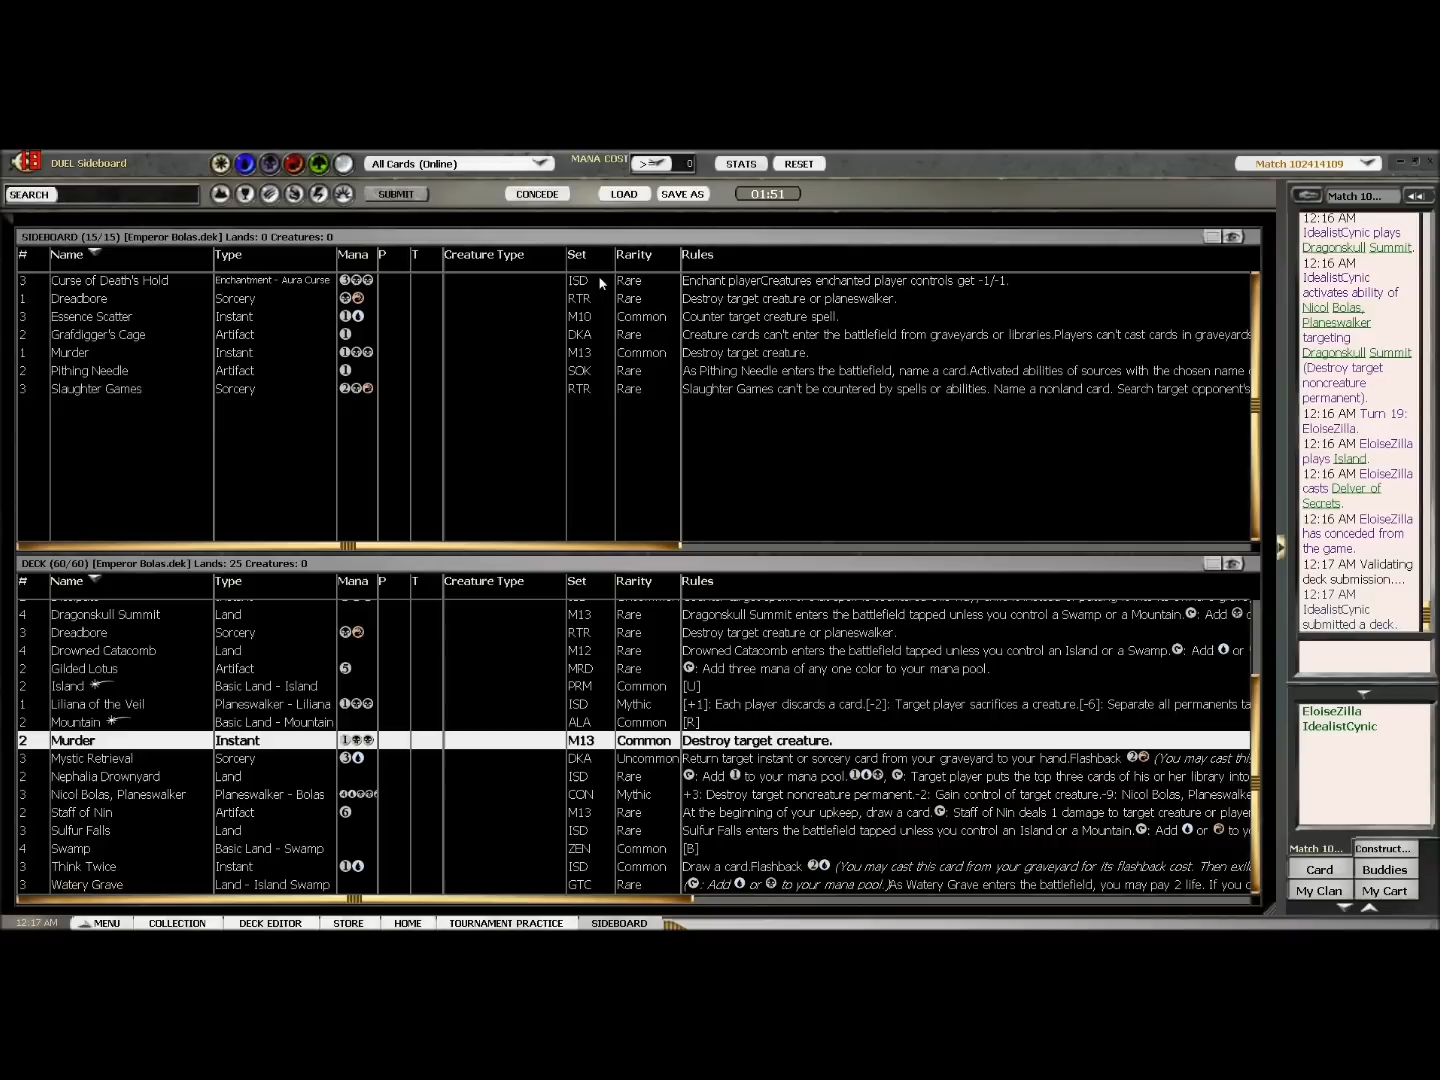 DUEL Sideboard
All Cards (Online)
MANA COST
>= 0
STATS
RESET
Match 102414109
SEARCH
SUBMIT
CONCEDE
LOAD
SAVE AS
01:51
Match 10...
SIDEBOARD (15/15) [Emperor Bolas.dek] Lands: 0 Creatures: 0
# Name Type Mana P T Creature Type Set Rarity Rules
3 Curse of Death's Hold Enchantment - Aura Curse 3 ISD Rare Enchant playerCreatures enchanted player controls get -1/-1.
1 Dreadbore Sorcery RTR Rare Destroy target creature or planeswalker.
3 Essence Scatter Instant 1 M10 Common Counter target creature spell.
2 Grafdigger's Cage Artifact 1 DKA Rare Creature cards can't enter the battlefield from graveyards or libraries.Players can't cast cards in graveyards
1 Murder Instant 1 M13 Common Destroy target creature.
2 Pithing Needle Artifact 1 SOK Rare As Pithing Needle enters the battlefield, name a card.Activated abilities of sources with the chosen name
3 Slaughter Games Sorcery 2 RTR Rare Slaughter Games can't be countered by spells or abilities. Name a nonland card. Search target opponent's
DECK (60/60) [Emperor Bolas.dek] Lands: 25 Creatures: 0
# Name Type Mana P T Creature Type Set Rarity Rules
4 Dragonskull Summit Land M13 Rare Dragonskull Summit enters the battlefield tapped unless you control a Swamp or a Mountain. : Add
3 Dreadbore Sorcery RTR Rare Destroy target creature or planeswalker.
4 Drowned Catacomb Land M12 Rare Drowned Catacomb enters the battlefield tapped unless you control an Island or a Swamp. : Add or
2 Gilded Lotus Artifact 5 MRD Rare : Add three mana of any one color to your mana pool.
2 Island Basic Land - Island PRM Common [U]
1 Liliana of the Veil Planeswalker - Liliana 1 ISD Mythic [+1]: Each player discards a card.[-2]: Target player sacrifices a creature.[-6]: Separate all permanents ta
2 Mountain Basic Land - Mountain ALA Common [R]
2 Murder Instant 1 M13 Common Destroy target creature.
3 Mystic Retrieval Sorcery 3 DKA Uncommon Return target instant or sorcery card from your graveyard to your hand.Flashback 2 (You may cast this
2 Nephalia Drownyard Land ISD Rare : Add 1 to your mana pool. 1 , : Target player puts the top three cards of his or her library into
3 Nicol Bolas, Planeswalker Planeswalker - Bolas 4 CON Mythic +3: Destroy target noncreature permanent.-2: Gain control of target creature.-9: Nicol Bolas, Planeswalke
2 Staff of Nin Artifact 6 M13 Rare At the beginning of your upkeep, draw a card. : Staff of Nin deals 1 damage to target creature or player
3 Sulfur Falls Land ISD Rare Sulfur Falls enters the battlefield tapped unless you control an Island or a Mountain. : Add or to yo
4 Swamp Basic Land - Swamp ZEN Common [B]
3 Think Twice Instant 1 ISD Common Draw a card.Flashback 2 (You may cast this card from your graveyard for its flashback cost. Then exile
3 Watery Grave Land - Island Swamp GTC Rare ( : Add or to your mana pool.)As Watery Grave enters the battlefield, you may pay 2 life. If you
12:16 AM
IdealistCynic plays
Dragonskull Summit.
12:16 AM
IdealistCynic
activates ability of
Nicol Bolas,
Planeswalker
targeting
Dragonskull Summit
(Destroy target
noncreature
permanent).
12:16 AM Turn 19:
EloiseZilla.
12:16 AM EloiseZilla
plays Island.
12:16 AM EloiseZilla
casts Delver of
Secrets.
12:16 AM EloiseZilla
has conceded from
the game.
12:17 AM Validating
deck submission....
12:17 AM
IdealistCynic
submitted a deck.
EloiseZilla
IdealistCynic
Match 10...
Construct...
Card
Buddies
My Clan
My Cart
12:17 AM
MENU
COLLECTION
DECK EDITOR
STORE
HOME
TOURNAMENT PRACTICE
SIDEBOARD